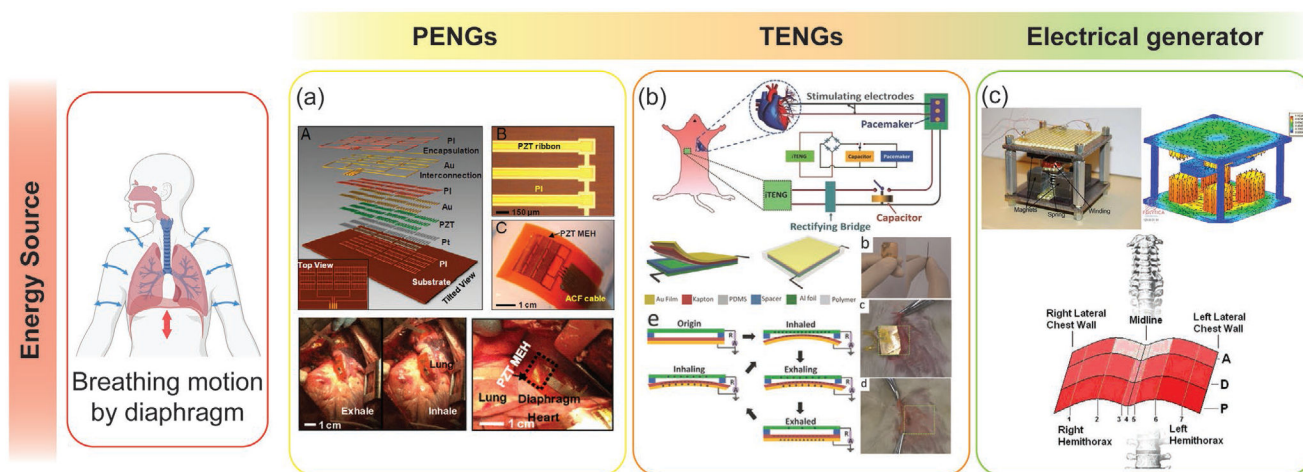 PENGs
TENGs
Electrical generator
Energy Source
Breathing motion
by diaphragm
(a)
A
PI
Encapsulation
Au
Interconnection
PI
Au
PZT
Pt
PI
Substrate
Top View
Tilted View
B
PZT ribbon
PI
150 μm
C
PZT MEH
ACF cable
1 cm
Exhale
1 cm
Lung
Inhale
PZT MEH
Lung
Diaphragm
Heart
1 cm
(b)
Stimulating electrodes
Pacemaker
iTENG
Capacitor
Pacemaker
iTENG
Capacitor
Rectifying Bridge
Au Film
Kapton
PDMS
Spacer
Al foil
Polymer
b
c
d
e
Origin
R
Inhaled
R
Inhaling
R
Exhaling
R
Exhaled
R
(c)
Magnets
Spring
Winding
Right Lateral
Chest Wall
Midline
Left Lateral
Chest Wall
A
D
P
1 2 3 4 5 6 7
Right
Hemithorax
Left
Hemithorax